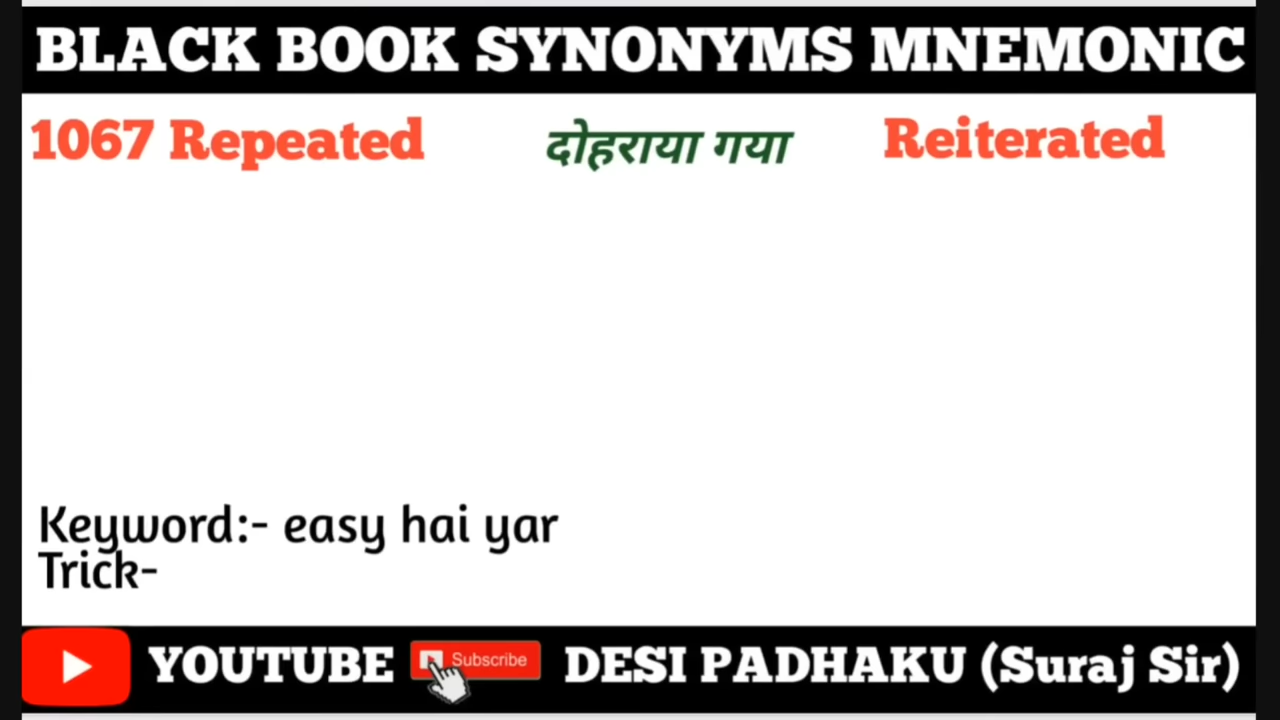 BLACK BOOK SYNONYMS MNEMONIC
1067 Repeated दोहराया गया Reiterated
Keyword:- easy hai yar
Trick-
YOUTUBE Subscribe DESI PADHAKU (Suraj Sir)